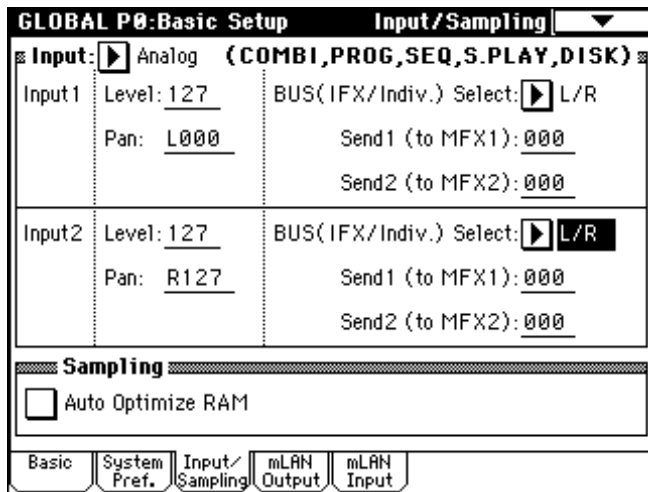 GLOBAL P0:Basic Setup Input/Sampling
Input: Analog (COMBI,PROG,SEQ,S.PLAY,DISK)
Input1 Level: 127 BUS(IFX/Indiv.) Select: L/R
Pan: L000 Send1 (to MFX1): 000
Send2 (to MFX2): 000
Input2 Level: 127 BUS(IFX/Indiv.) Select: L/R
Pan: R127 Send1 (to MFX1): 000
Send2 (to MFX2): 000
Sampling
Auto Optimize RAM
Basic System Pref. Input/Sampling mLAN Output mLAN Input